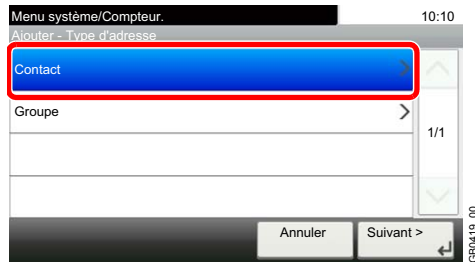 Menu système/Compteur.
10:10
Ajouter - Type d'adresse
Contact
Groupe
1/1
Annuler
Suivant >
GB0419_00